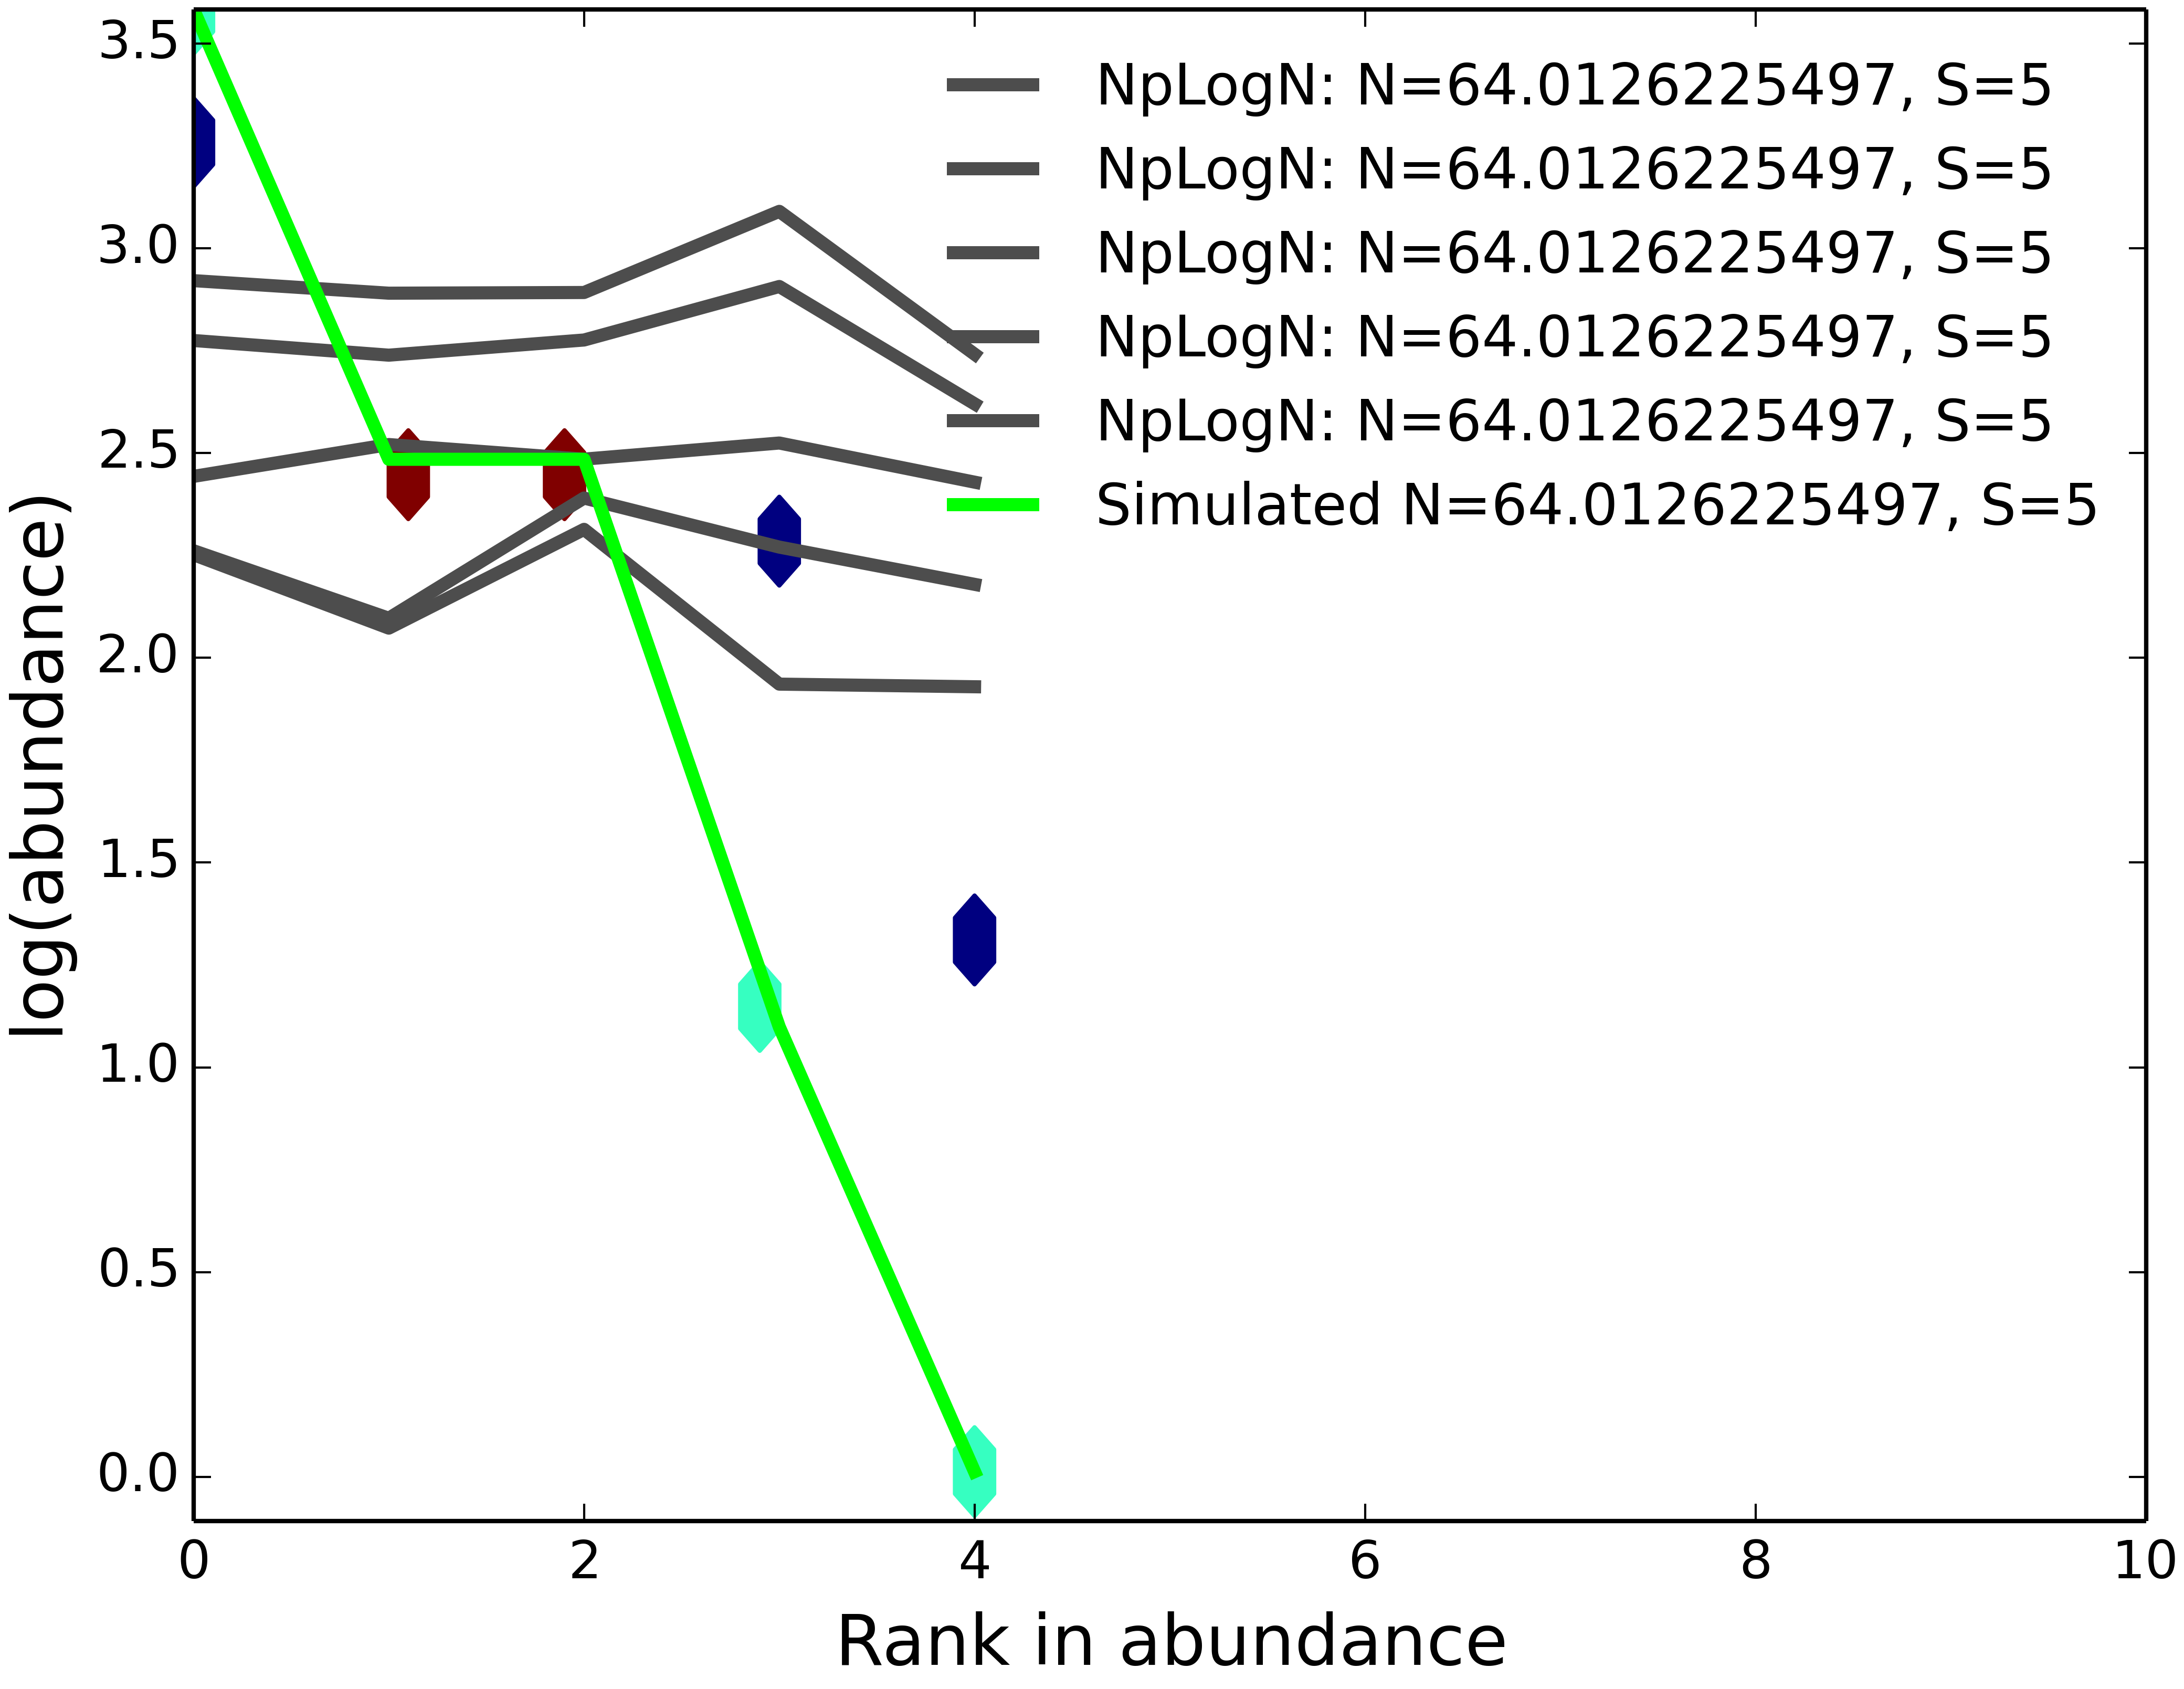 3.5
3.0
2.5
2.0
1.5
1.0
0.5
0.0
log(abundance)
NpLogN: N=64.0126225497, S=5
NpLogN: N=64.0126225497, S=5
NpLogN: N=64.0126225497, S=5
NpLogN: N=64.0126225497, S=5
NpLogN: N=64.0126225497, S=5
Simulated N=64.0126225497, S=5
0 2 4 6 8 10
Rank in abundance